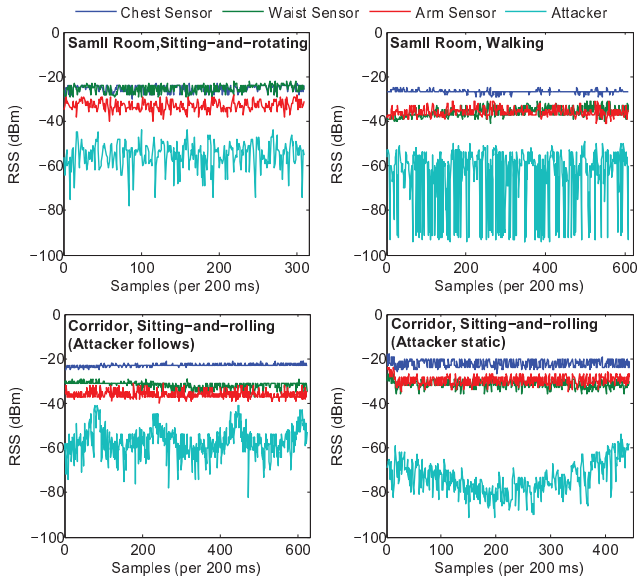 Chest Sensor Waist Sensor Arm Sensor Attacker
0
−20
−40
−60
−80
−100
RSS (dBm)
Samll Room,Sitting−and−rotating
0 100 200 300
Samples (per 200 ms)
0
−20
−40
−60
−80
−100
RSS (dBm)
Samll Room, Walking
0 200 400 600
Samples (per 200 ms)
0
−20
−40
−60
−80
−100
RSS (dBm)
Corridor, Sitting−and−rolling
(Attacker follows)
0 200 400 600
Samples (per 200 ms)
0
−20
−40
−60
−80
−100
RSS (dBm)
Corridor, Sitting−and−rolling
(Attacker static)
0 100 200 300 400
Samples (per 200 ms)